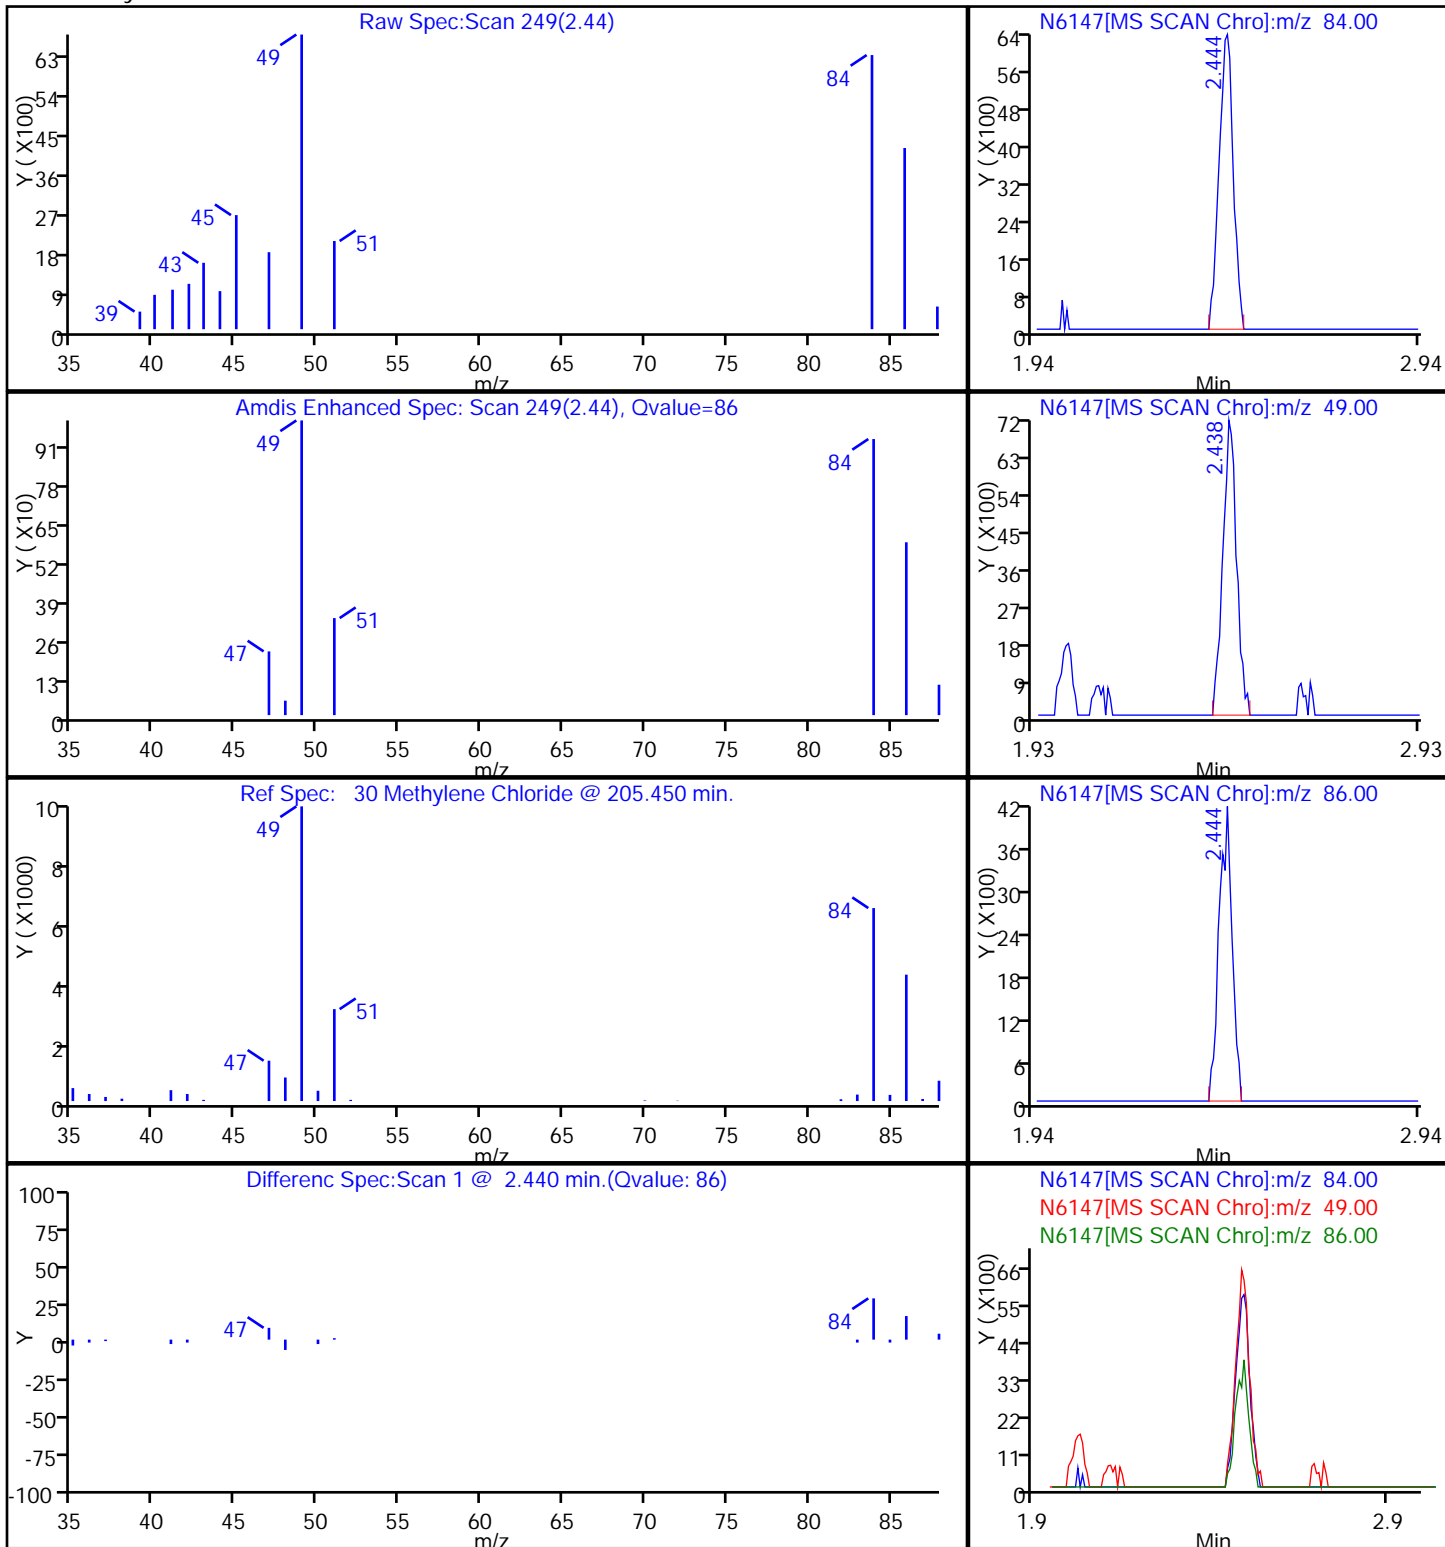 Raw Spec:Scan 249(2.44)
Y ( X100)
63
54
45
36
27
18
9
0
39
43
45
49
51
84
35 40 45 50 55 60 65 70 75 80 85
m/z
N6147[MS SCAN Chro]:m/z 84.00
Y ( X100)
64
56
48
40
32
24
16
8
0
2.444
1.94 2.94
Min
Amdis Enhanced Spec: Scan 249(2.44), Qvalue=86
Y ( X10)
91
78
65
52
39
26
13
0
47
49
51
84
35 40 45 50 55 60 65 70 75 80 85
m/z
N6147[MS SCAN Chro]:m/z 49.00
Y ( X100)
72
63
54
45
36
27
18
9
0
2.438
1.93 2.93
Min
Ref Spec: 30 Methylene Chloride @ 205.450 min.
Y ( X1000)
10
8
6
4
2
0
47
49
51
84
35 40 45 50 55 60 65 70 75 80 85
m/z
N6147[MS SCAN Chro]:m/z 86.00
Y ( X100)
42
36
30
24
18
12
6
0
2.444
1.94 2.94
Min
Differenc Spec:Scan 1 @ 2.440 min.(Qvalue: 86)
Y
100
75
50
25
0
-25
-50
-75
-100
47
84
35 40 45 50 55 60 65 70 75 80 85
m/z
N6147[MS SCAN Chro]:m/z 84.00
N6147[MS SCAN Chro]:m/z 49.00
N6147[MS SCAN Chro]:m/z 86.00
Y ( X100)
66
55
44
33
22
11
0
1.9 2.9
Min